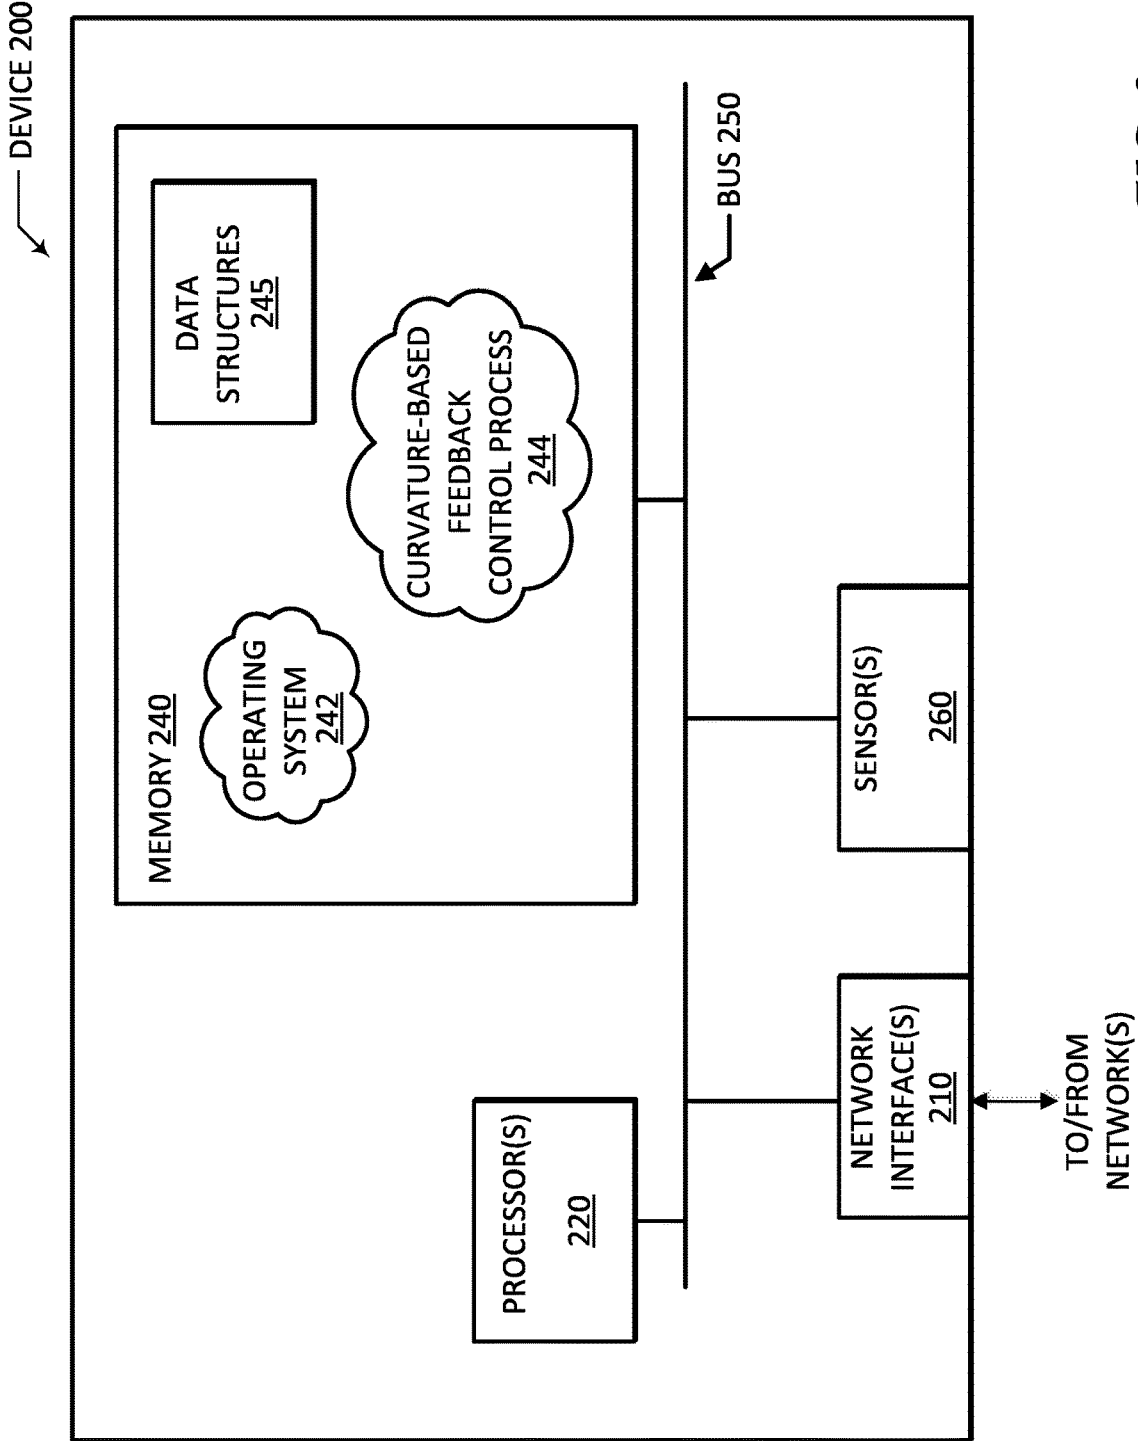 DEVICE 200
MEMORY 240
OPERATING
SYSTEM
242
DATA
STRUCTURES
245
CURVATURE-BASED
FEEDBACK
CONTROL PROCESS
244
PROCESSOR(S)
220
BUS 250
NETWORK
INTERFACE(S)
210
SENSOR(S)
260
TO/FROM
NETWORK(S)